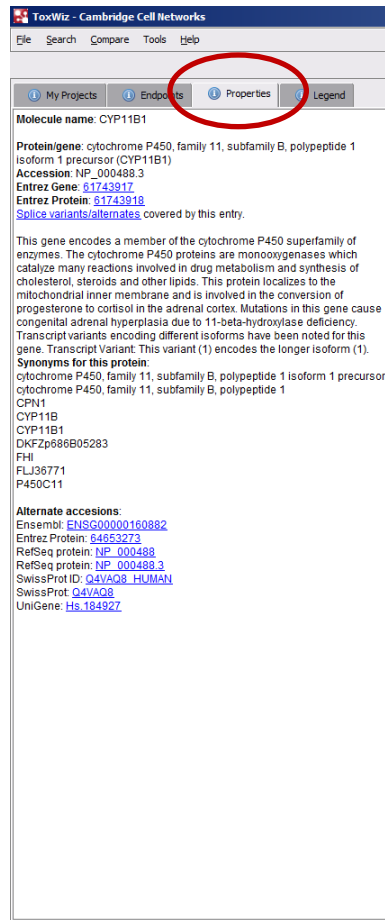 ToxWiz - Cambridge Cell Networks
File Search Compare Tools Help
My Projects Endpoints Properties Legend
Molecule name: CYP11B1
Protein/gene: cytochrome P450, family 11, subfamily B, polypeptide 1
isoform 1 precursor (CYP11B1)
Accession: NP_000488.3
Entrez Gene: 61743917
Entrez Protein: 61743918
Splice variants/alternates covered by this entry.
This gene encodes a member of the cytochrome P450 superfamily of
enzymes. The cytochrome P450 proteins are monooxygenases which
catalyze many reactions involved in drug metabolism and synthesis of
cholesterol, steroids and other lipids. This protein localizes to the
mitochondrial inner membrane and is involved in the conversion of
progesterone to cortisol in the adrenal cortex. Mutations in this gene cause
congenital adrenal hyperplasia due to 11-beta-hydroxylase deficiency.
Transcript variants encoding different isoforms have been noted for this
gene. Transcript Variant: This variant (1) encodes the longer isoform (1).
Synonyms for this protein:
cytochrome P450, family 11, subfamily B, polypeptide 1 isoform 1 precursor
cytochrome P450, family 11, subfamily B, polypeptide 1
CPN1
CYP11B
CYP11B1
DKFZp686B05283
FHI
FLJ36771
P450C11
Alternate accesions:
Ensembl: ENSG00000160882
Entrez Protein: 64653273
RefSeq protein: NP_000488
RefSeq protein: NP_000488.3
SwissProt ID: Q4VAQ8_HUMAN
SwissProt: Q4VAQ8
UniGene: Hs.184927